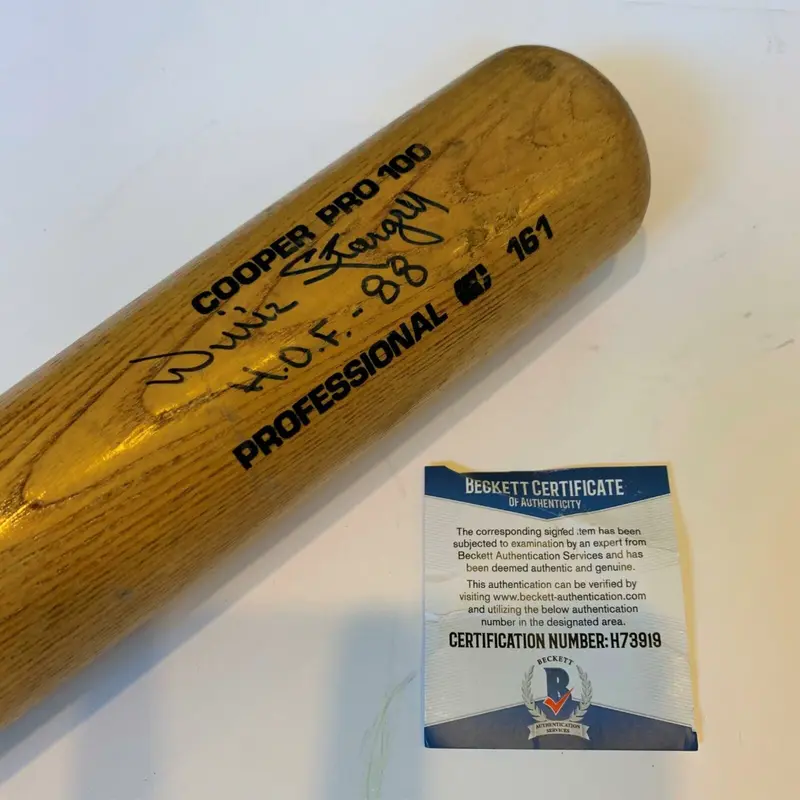 COOPER PRO 100
Willie Stargell
H.O.F. - 88
PROFESSIONAL C 161
BECKETT CERTIFICATE
OF AUTHENTICITY
The corresponding signed item has been
subjected to examination by an expert from
Beckett Authentication Services and has
been deemed authentic and genuine.
This authentication can be verified by
visiting www.beckett-authentication.com
and utilizing the below authentication
number in the designated area.
CERTIFICATION NUMBER: H73919
BECKETT
B
AUTHENTICATION
SERVICES